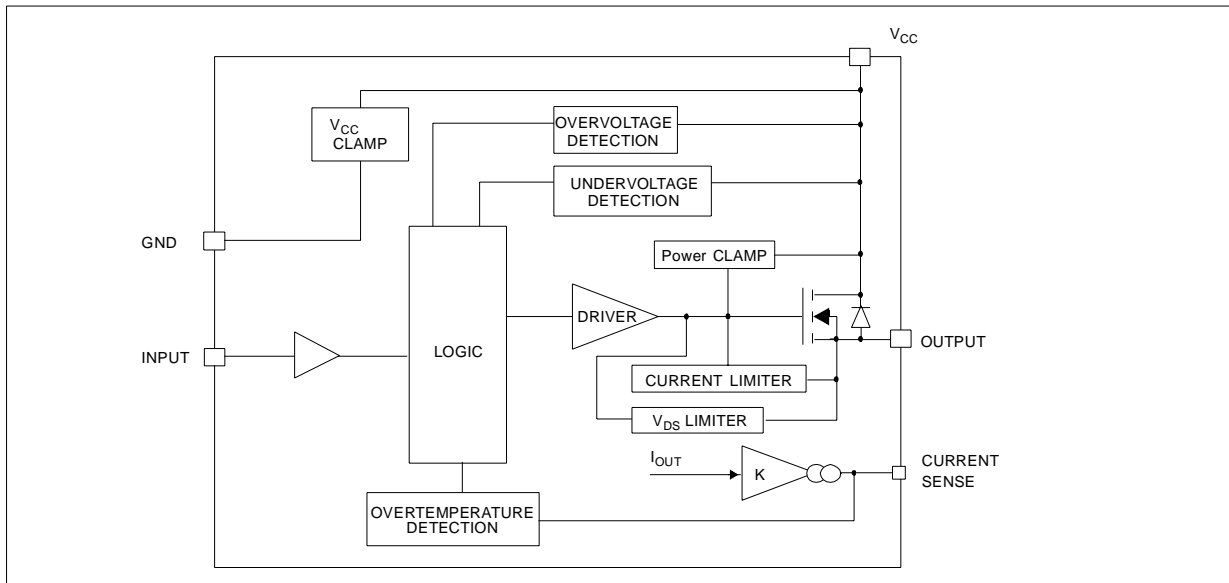 VCC
VCC
CLAMP
OVERVOLTAGE
DETECTION
UNDERVOLTAGE
DETECTION
GND
Power CLAMP
DRIVER
LOGIC
INPUT
OUTPUT
CURRENT LIMITER
VDS LIMITER
IOUT
K
CURRENT
SENSE
OVERTEMPERATURE
DETECTION